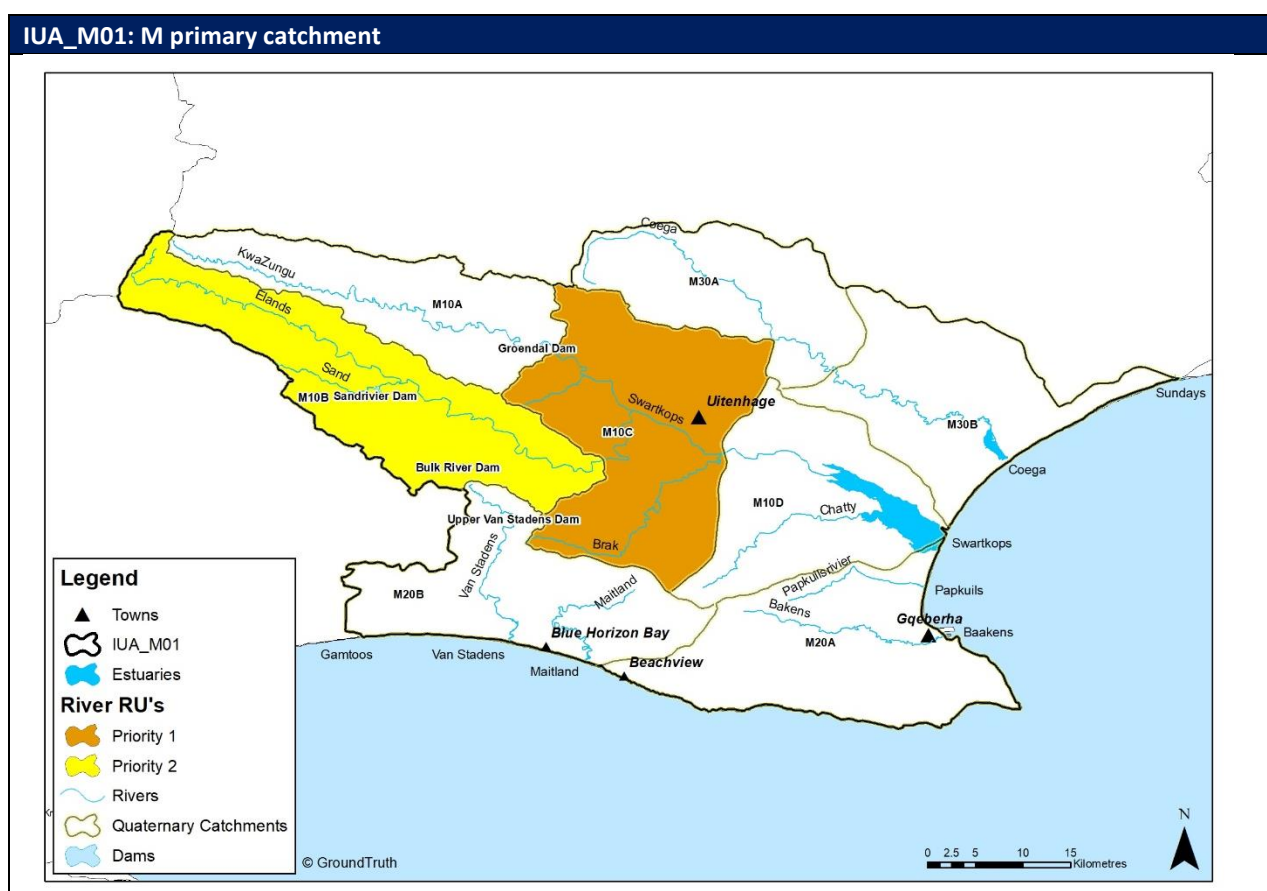 IUA_M01: M primary catchment
Coega
KwaZungu
M30A
M10A
Elands
Groendal Dam
Sand
M10B
Sandrivier Dam
Swartkops
Uitenhage
Sundays
M10C
M30B
Bulk River Dam
Coega
M10D
Chatty
Upper Van Stadens Dam
Brak
Swartkops
Van Stadens
Maitland
Papkuilsrivier
Papkuils
M20B
Bakens
Gqeberha
Baakens
Blue Horizon Bay
M20A
Gamtoos
Van Stadens
Maitland
Beachview
Legend
Towns
IUA_M01
Estuaries
River RU's
Priority 1
Priority 2
Rivers
Quaternary Catchments
Dams
© GroundTruth
N
0 2.5 5 10 15
Kilometres